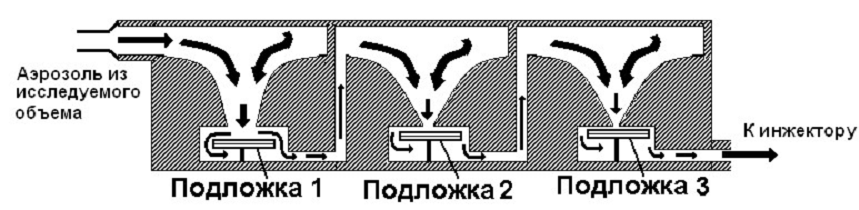 Аэрозоль из
исследуемого
объема
К инжектору
Подложка 1
Подложка 2
Подложка 3